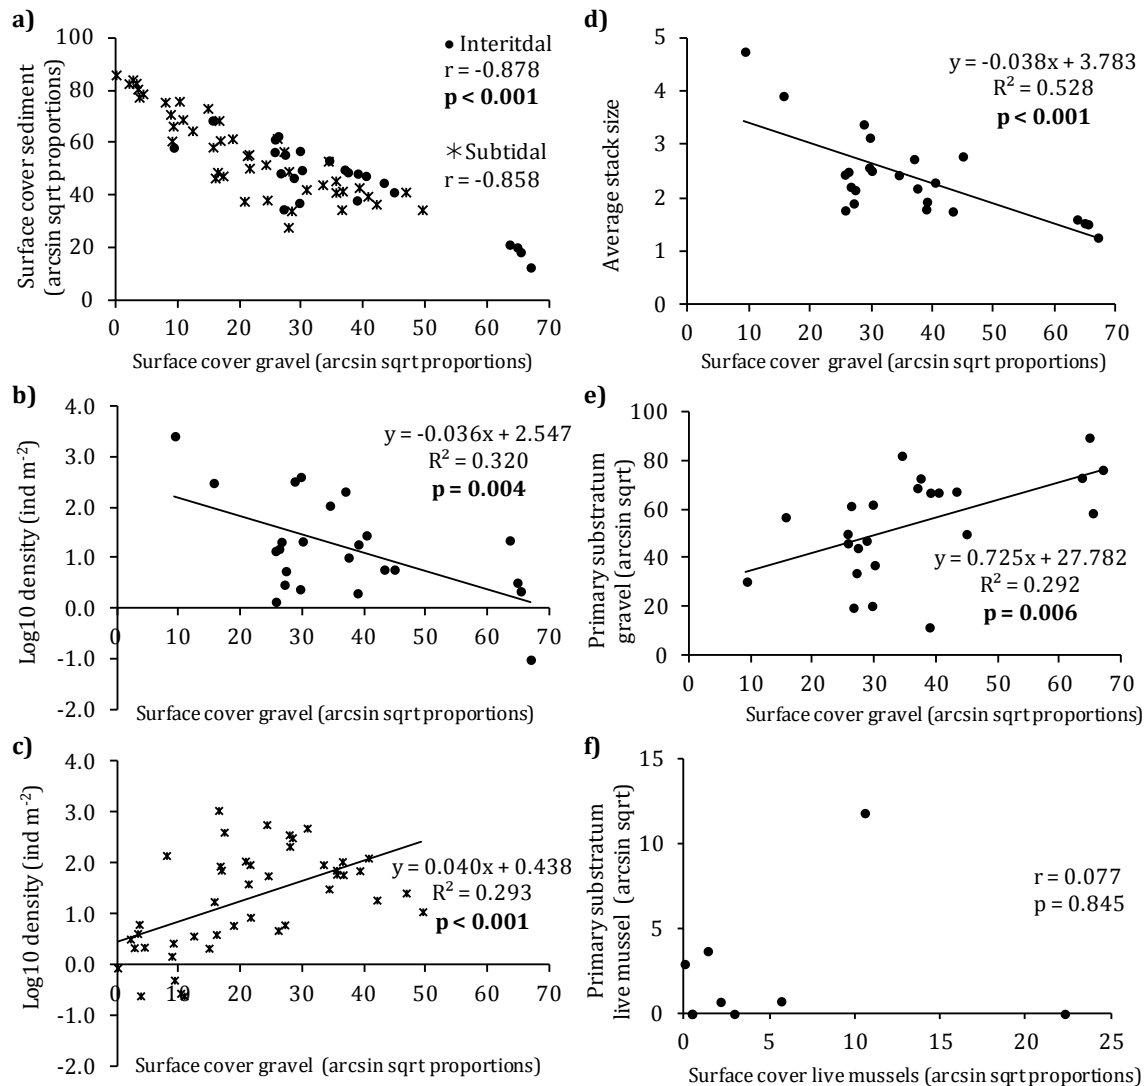 a)
100
80
60
40
20
0
Surface cover sediment
(arcsin sqrt proportions)
Interitdal
r = -0.878
p < 0.001
Subtidal
r = -0.858
0 10 20 30 40 50 60 70
Surface cover gravel (arcsin sqrt proportions)
b)
4.0
3.0
2.0
1.0
0.0
-1.0
-2.0
Log10 density (ind m-2)
y = -0.036x + 2.547
R² = 0.320
p = 0.004
0 10 20 30 40 50 60 70
Surface cover gravel (arcsin sqrt proportions)
c)
4.0
3.0
2.0
1.0
0.0
-1.0
-2.0
Log10 density (ind m-2)
y = 0.040x + 0.438
R² = 0.293
p < 0.001
0 10 20 30 40 50 60 70
Surface cover gravel (arcsin sqrt proportions)
d)
5
4
3
2
1
0
Average stack size
y = -0.038x + 3.783
R² = 0.528
p < 0.001
0 10 20 30 40 50 60 70
Surface cover gravel (arcsin sqrt proportions)
e)
100
80
60
40
20
0
Primary substratum
gravel (arcsin sqrt)
y = 0.725x + 27.782
R² = 0.292
p = 0.006
0 10 20 30 40 50 60 70
Surface cover gravel (arcsin sqrt proportions)
f)
15
10
5
0
Primary substratum
live mussel (arcsin sqrt)
r = 0.077
p = 0.845
0 5 10 15 20 25
Surface cover live mussels (arcsin sqrt proportions)